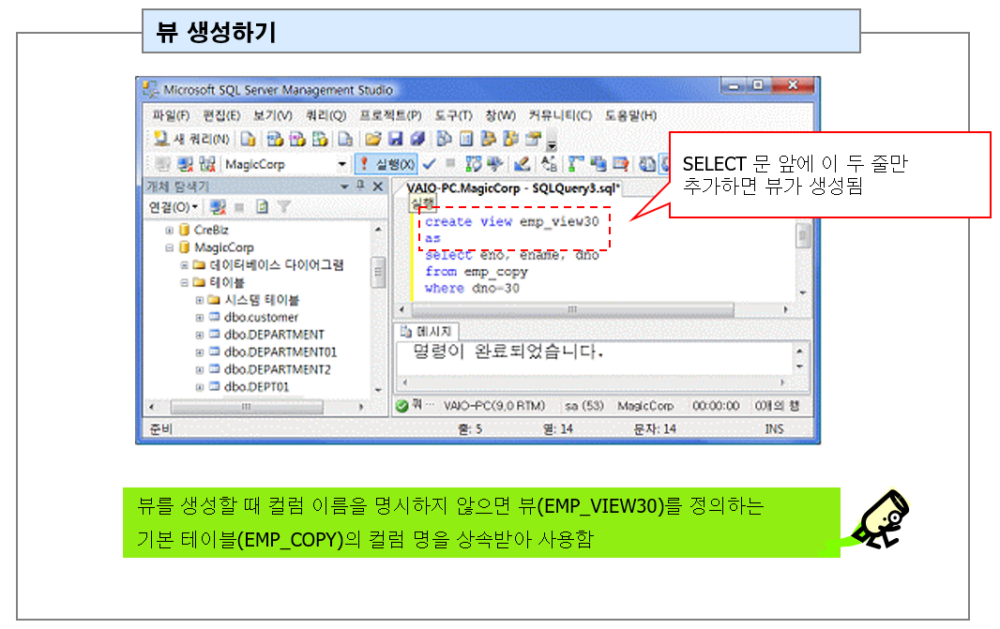 뷰 생성하기
Microsoft SQL Server Management Studio
파일(F) 편집(E) 보기(V) 쿼리(Q) 프로젝트(P) 도구(T) 창(W) 커뮤니티(C) 도움말(H)
새 쿼리(N)
MagicCorp
실행(X)
SELECT 문 앞에 이 두 줄만
추가하면 뷰가 생성됨
개체 탐색기
연결(O)
CreBiz
MagicCorp
데이터베이스 다이어그램
테이블
시스템 테이블
dbo.customer
dbo.DEPARTMENT
dbo.DEPARTMENT01
dbo.DEPARTMENT2
dbo.DEPT01
VAIO-PC.MagicCorp - SQLQuery3.sql*
실행
create view emp_view30
as
select eno, ename, dno
from emp_copy
where dno=30
메시지
명령이 완료되었습니다.
쿼 ... VAIO-PC(9,0 RTM) sa (53) MagicCorp 00:00:00 0개의 행
준비 줄: 5 열: 14 문자: 14 INS
뷰를 생성할 때 컬럼 이름을 명시하지 않으면 뷰(EMP_VIEW30)를 정의하는
기본 테이블(EMP_COPY)의 컬럼 명을 상속받아 사용함